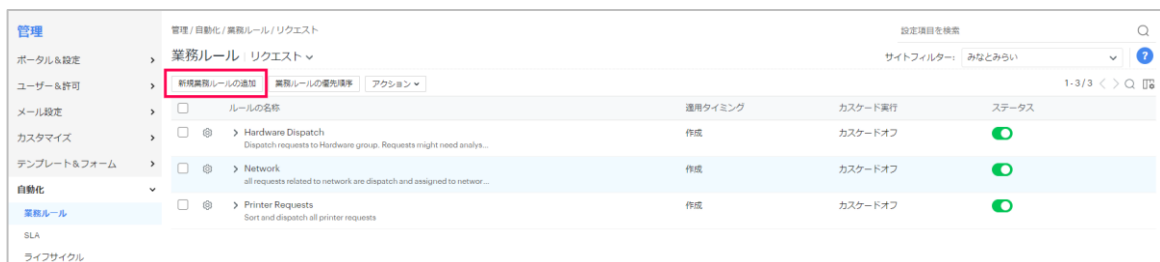 管理
管理 / 自動化 / 業務ルール / リクエスト
設定項目を検索
業務ルール リクエスト
サイトフィルター: みなとみらい
?
ポータル&設定
ユーザー&許可
メール設定
カスタマイズ
テンプレート&フォーム
自動化
業務ルール
SLA
ライフサイクル
新規業務ルールの追加 業務ルールの優先順序 アクション
1-3/3
ルールの名称 適用タイミング カスケード実行 ステータス
Hardware Dispatch 作成 カスケードオフ
Dispatch requests to Hardware group. Requests might need analys...
Network 作成 カスケードオフ
all requests related to network are dispatch and assigned to networ...
Printer Requests 作成 カスケードオフ
Sort and dispatch all printer requests